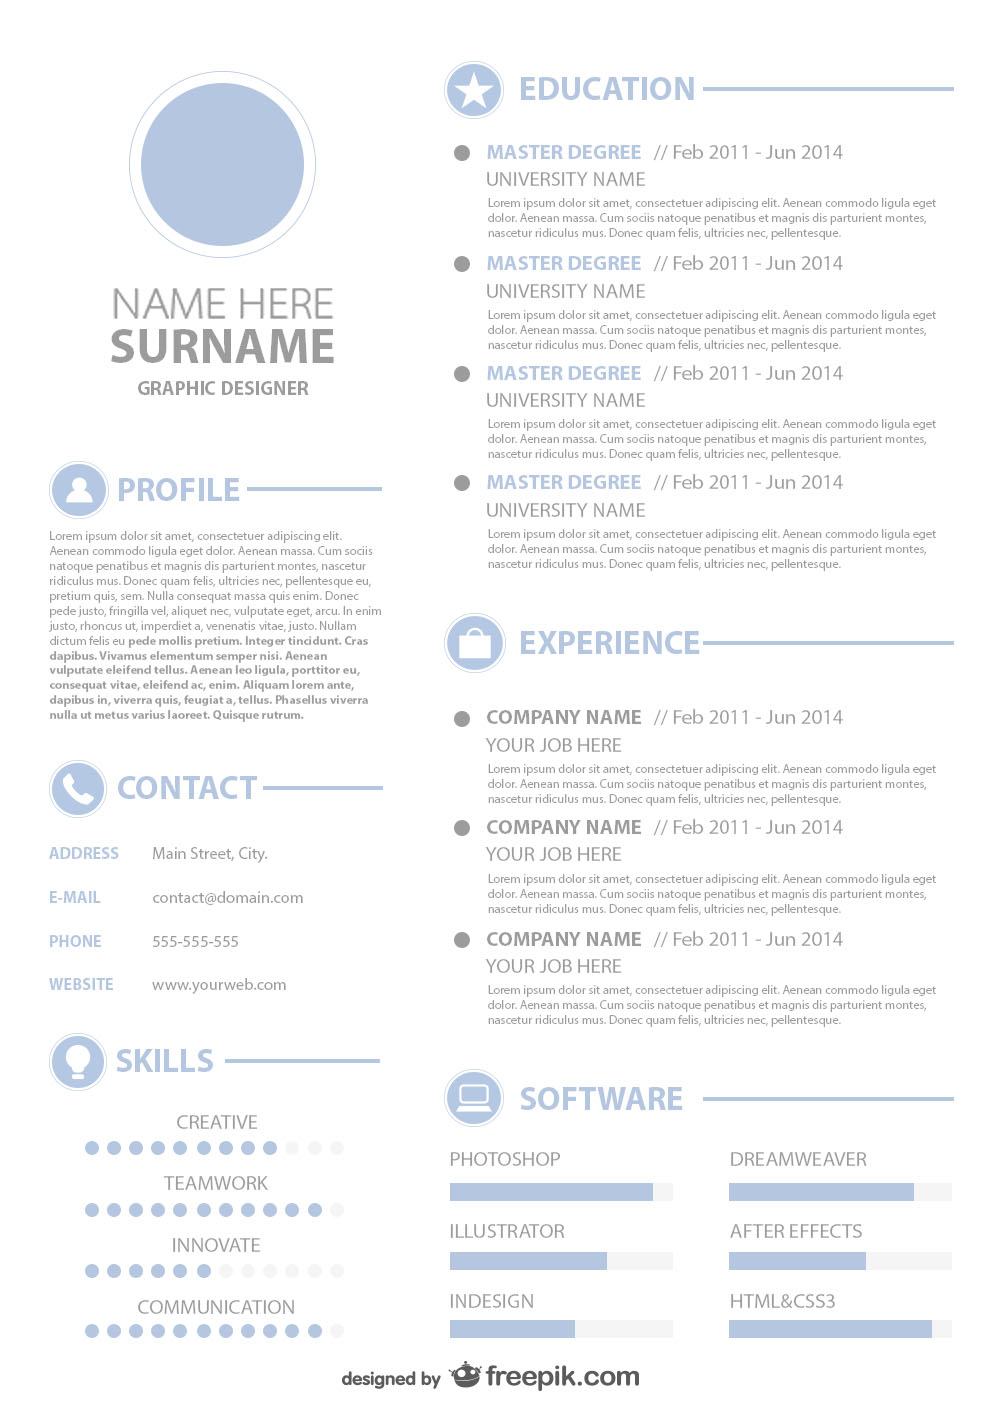 NAME HERE
SURNAME
GRAPHIC DESIGNER
PROFILE
Lorem ipsum dolor sit amet, consectetuer adipiscing elit.
Aenean commodo ligula eget dolor. Aenean massa. Cum sociis
natoque penatibus et magnis dis parturient montes, nascetur
ridiculus mus. Donec quam felis, ultricies nec, pellentesque eu,
pretium quis, sem. Nulla consequat massa quis enim. Donec
pede justo, fringilla vel, aliquet nec, vulputate eget, arcu. In enim
justo, rhoncus ut, imperdiet a, venenatis vitae, justo. Nullam
dictum felis eu pede mollis pretium. Integer tincidunt. Cras
dapibus. Vivamus elementum semper nisi. Aenean
vulputate eleifend tellus. Aenean leo ligula, porttitor eu,
consequat vitae, eleifend ac, enim. Aliquam lorem ante,
dapibus in, viverra quis, feugiat a, tellus. Phasellus viverra
nulla ut metus varius laoreet. Quisque rutrum.
CONTACT
ADDRESS Main Street, City.
E-MAIL contact@domain.com
PHONE 555-555-555
WEBSITE www.yourweb.com
SKILLS
CREATIVE
TEAMWORK
INNOVATE
COMMUNICATION
EDUCATION
MASTER DEGREE // Feb 2011 - Jun 2014
UNIVERSITY NAME
Lorem ipsum dolor sit amet, consectetuer adipiscing elit. Aenean commodo ligula eget
dolor. Aenean massa. Cum sociis natoque penatibus et magnis dis parturient montes,
nascetur ridiculus mus. Donec quam felis, ultricies nec, pellentesque.
MASTER DEGREE // Feb 2011 - Jun 2014
UNIVERSITY NAME
Lorem ipsum dolor sit amet, consectetuer adipiscing elit. Aenean commodo ligula eget
dolor. Aenean massa. Cum sociis natoque penatibus et magnis dis parturient montes,
nascetur ridiculus mus. Donec quam felis, ultricies nec, pellentesque.
MASTER DEGREE // Feb 2011 - Jun 2014
UNIVERSITY NAME
Lorem ipsum dolor sit amet, consectetuer adipiscing elit. Aenean commodo ligula eget
dolor. Aenean massa. Cum sociis natoque penatibus et magnis dis parturient montes,
nascetur ridiculus mus. Donec quam felis, ultricies nec, pellentesque.
MASTER DEGREE // Feb 2011 - Jun 2014
UNIVERSITY NAME
Lorem ipsum dolor sit amet, consectetuer adipiscing elit. Aenean commodo ligula eget
dolor. Aenean massa. Cum sociis natoque penatibus et magnis dis parturient montes,
nascetur ridiculus mus. Donec quam felis, ultricies nec, pellentesque.
EXPERIENCE
COMPANY NAME // Feb 2011 - Jun 2014
YOUR JOB HERE
Lorem ipsum dolor sit amet, consectetuer adipiscing elit. Aenean commodo ligula eget
dolor. Aenean massa. Cum sociis natoque penatibus et magnis dis parturient montes,
nascetur ridiculus mus. Donec quam felis, ultricies nec, pellentesque.
COMPANY NAME // Feb 2011 - Jun 2014
YOUR JOB HERE
Lorem ipsum dolor sit amet, consectetuer adipiscing elit. Aenean commodo ligula eget
dolor. Aenean massa. Cum sociis natoque penatibus et magnis dis parturient montes,
nascetur ridiculus mus. Donec quam felis, ultricies nec, pellentesque.
COMPANY NAME // Feb 2011 - Jun 2014
YOUR JOB HERE
Lorem ipsum dolor sit amet, consectetuer adipiscing elit. Aenean commodo ligula eget
dolor. Aenean massa. Cum sociis natoque penatibus et magnis dis parturient montes,
nascetur ridiculus mus. Donec quam felis, ultricies nec, pellentesque.
SOFTWARE
PHOTOSHOP DREAMWEAVER
ILLUSTRATOR AFTER EFFECTS
INDESIGN HTML&CSS3
designed by freepik.com